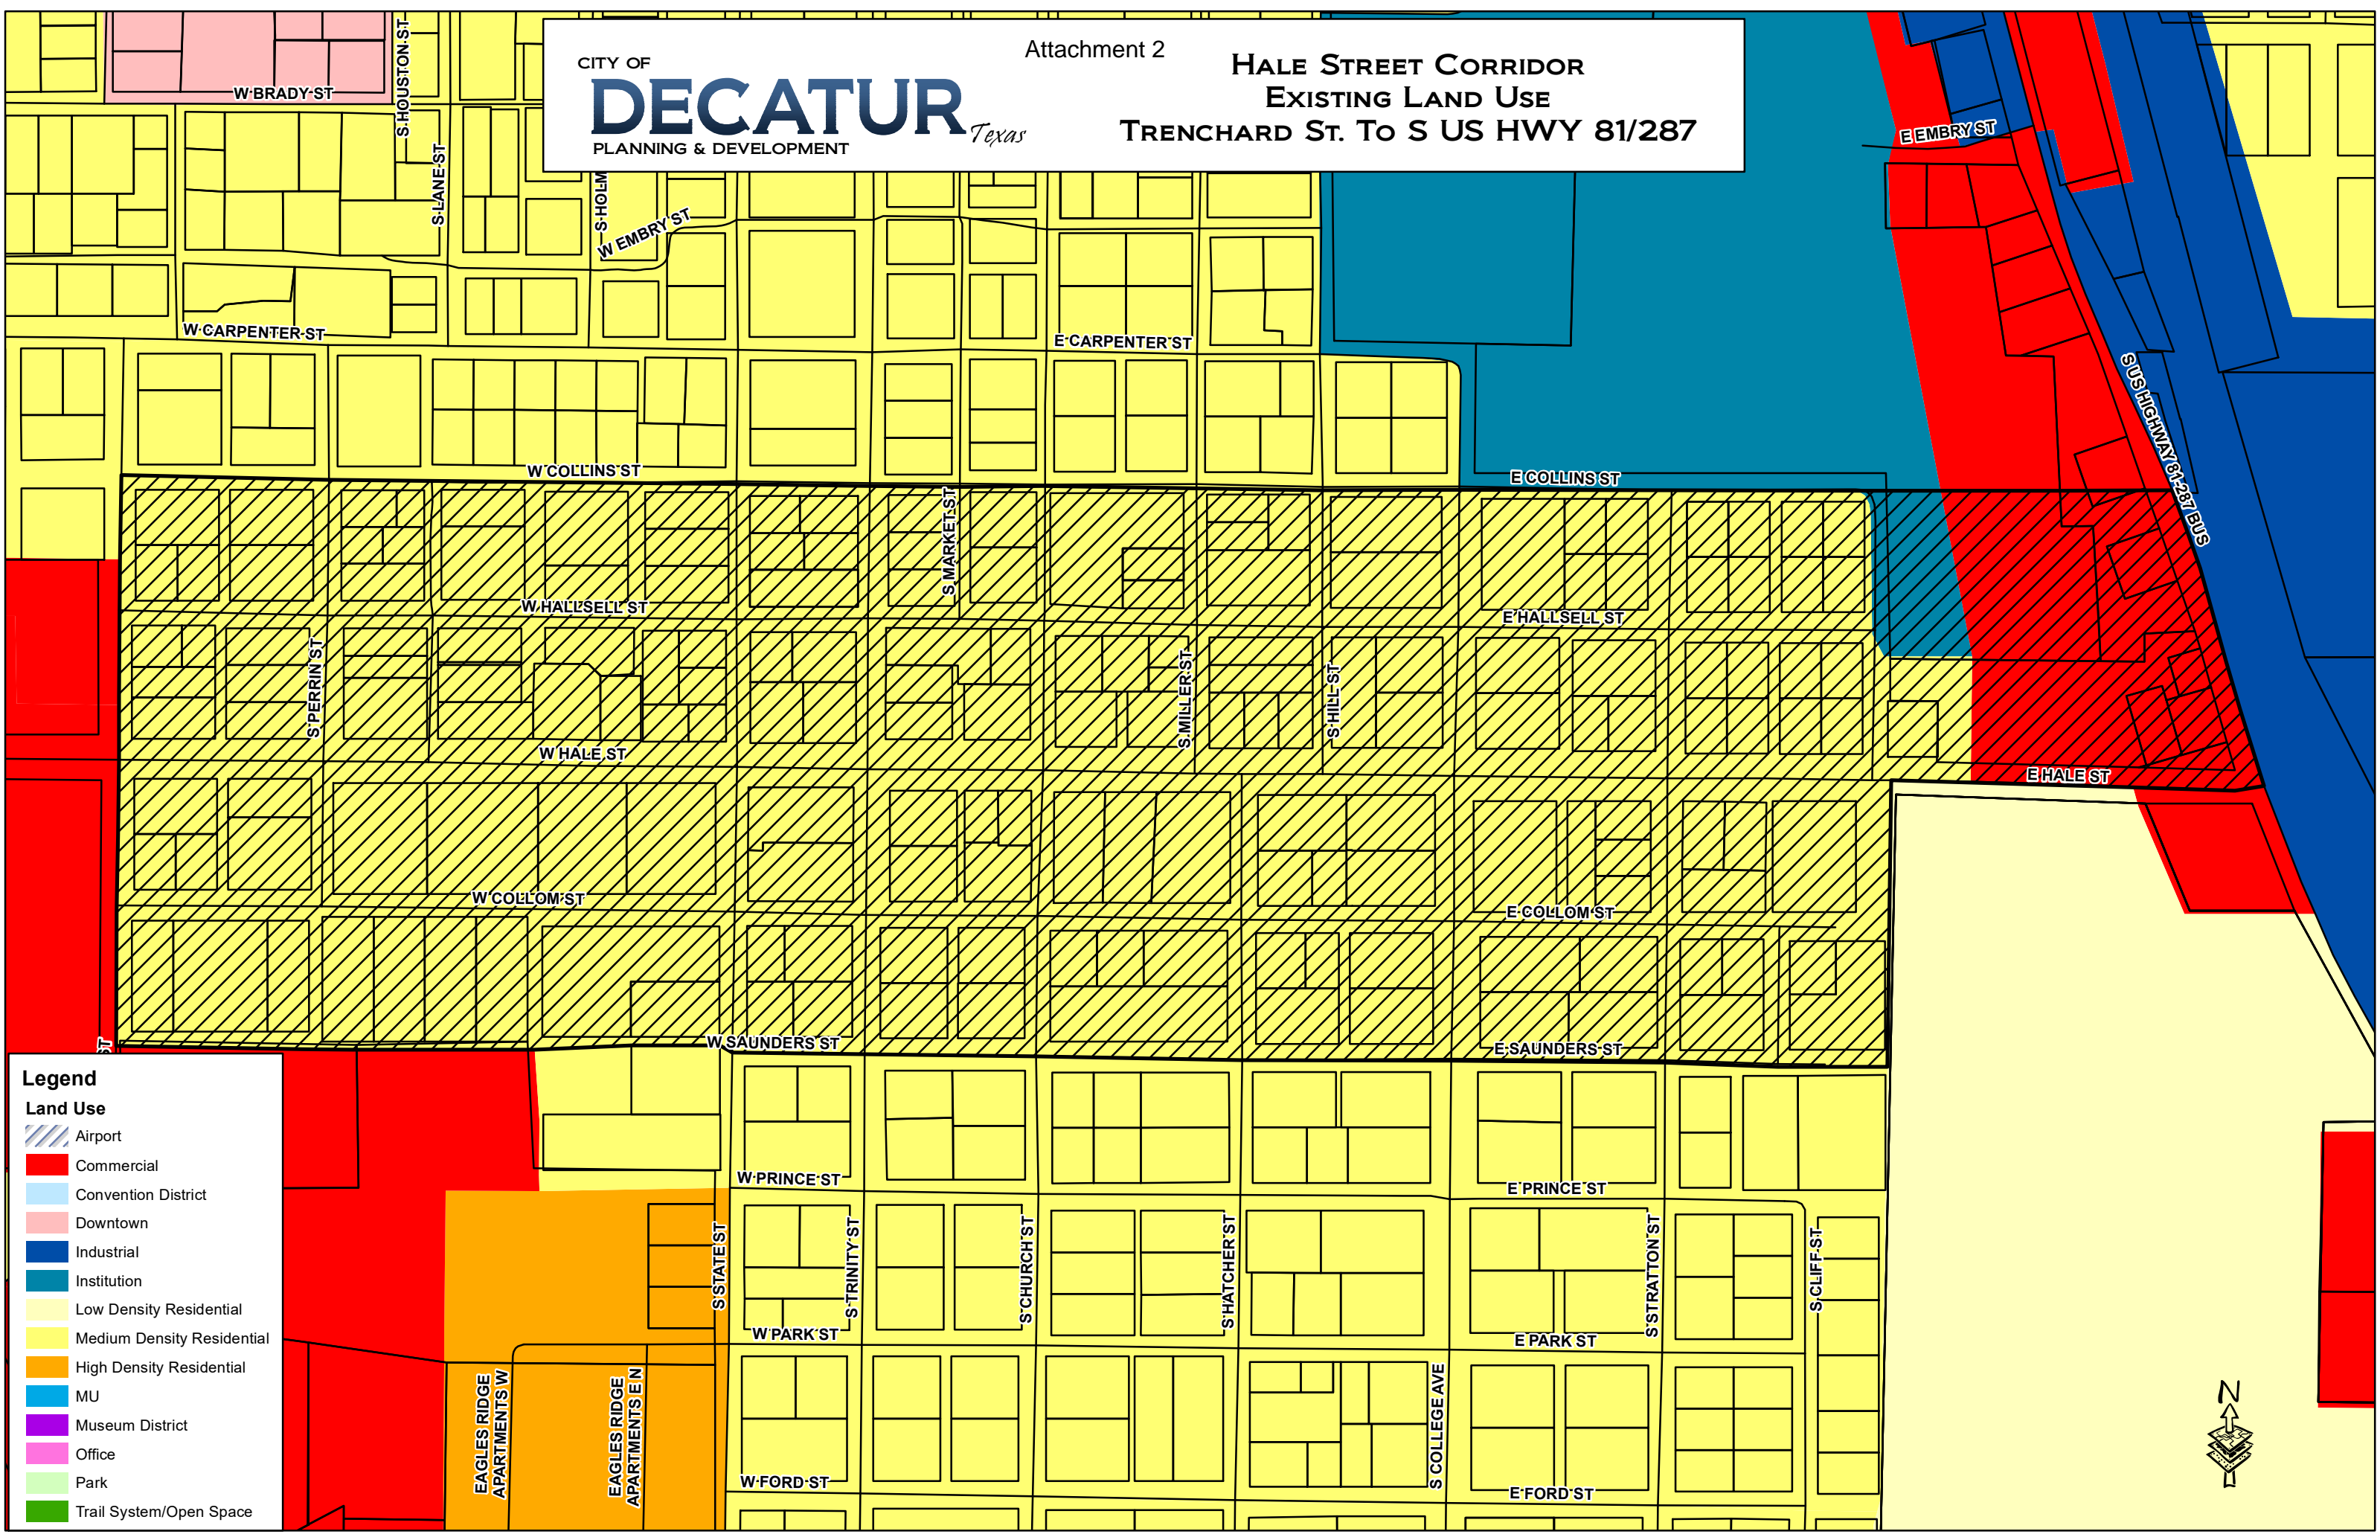 Attachment 2
CITY OF
DECATUR
Texas
PLANNING & DEVELOPMENT
HALE STREET CORRIDOR
EXISTING LAND USE
TRENCHARD ST. TO S US HWY 81/287
W BRADY ST
S HOUSTON ST
S LANE ST
S HOLM
W EMBRY ST
E EMBRY ST
W CARPENTER ST
E CARPENTER ST
S US HIGHWAY 81-287 BUS
W COLLINS ST
E COLLINS ST
S MARKET ST
W HALLSELL ST
E HALLSELL ST
S PERRIN ST
S MILLER ST
S HILL ST
W HALE ST
E HALE ST
W COLLOM ST
E COLLOM ST
W SAUNDERS ST
E SAUNDERS ST
ST
W PRINCE ST
E PRINCE ST
S STATE ST
S TRINITY ST
S CHURCH ST
S HATCHER ST
S STRATTON ST
S CLIFF ST
W PARK ST
E PARK ST
EAGLES RIDGE
APARTMENTS W
EAGLES RIDGE
APARTMENTS E N
S COLLEGE AVE
W FORD ST
E FORD ST
N
Legend
Land Use
Airport
Commercial
Convention District
Downtown
Industrial
Institution
Low Density Residential
Medium Density Residential
High Density Residential
MU
Museum District
Office
Park
Trail System/Open Space